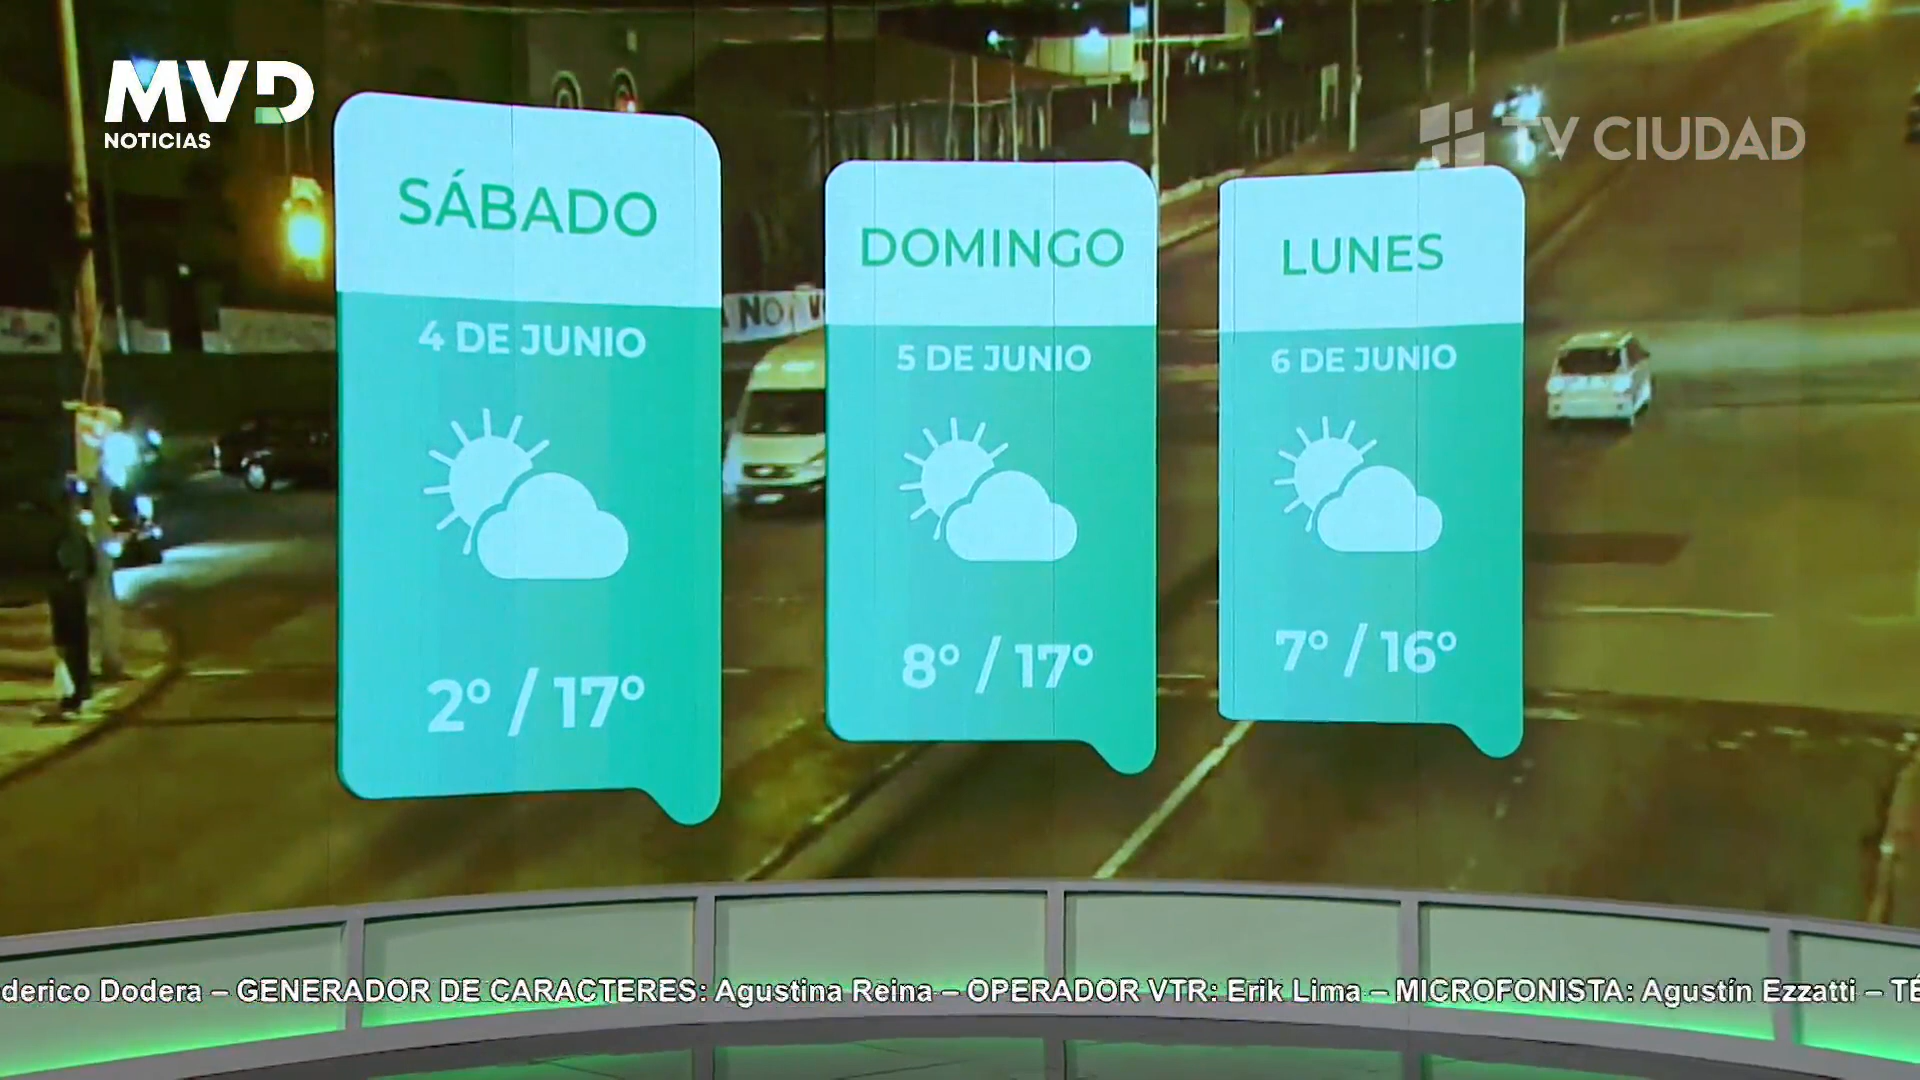 MVD
NOTICIAS
TV CIUDAD
SÁBADO
4 DE JUNIO
2° / 17°
DOMINGO
5 DE JUNIO
8° / 17°
LUNES
6 DE JUNIO
7° / 16°
NO
derico Dodera – GENERADOR DE CARACTERES: Agustina Reina – OPERADOR VTR: Erik Lima – MICROFONISTA: Agustín Ezzatti – TÉ